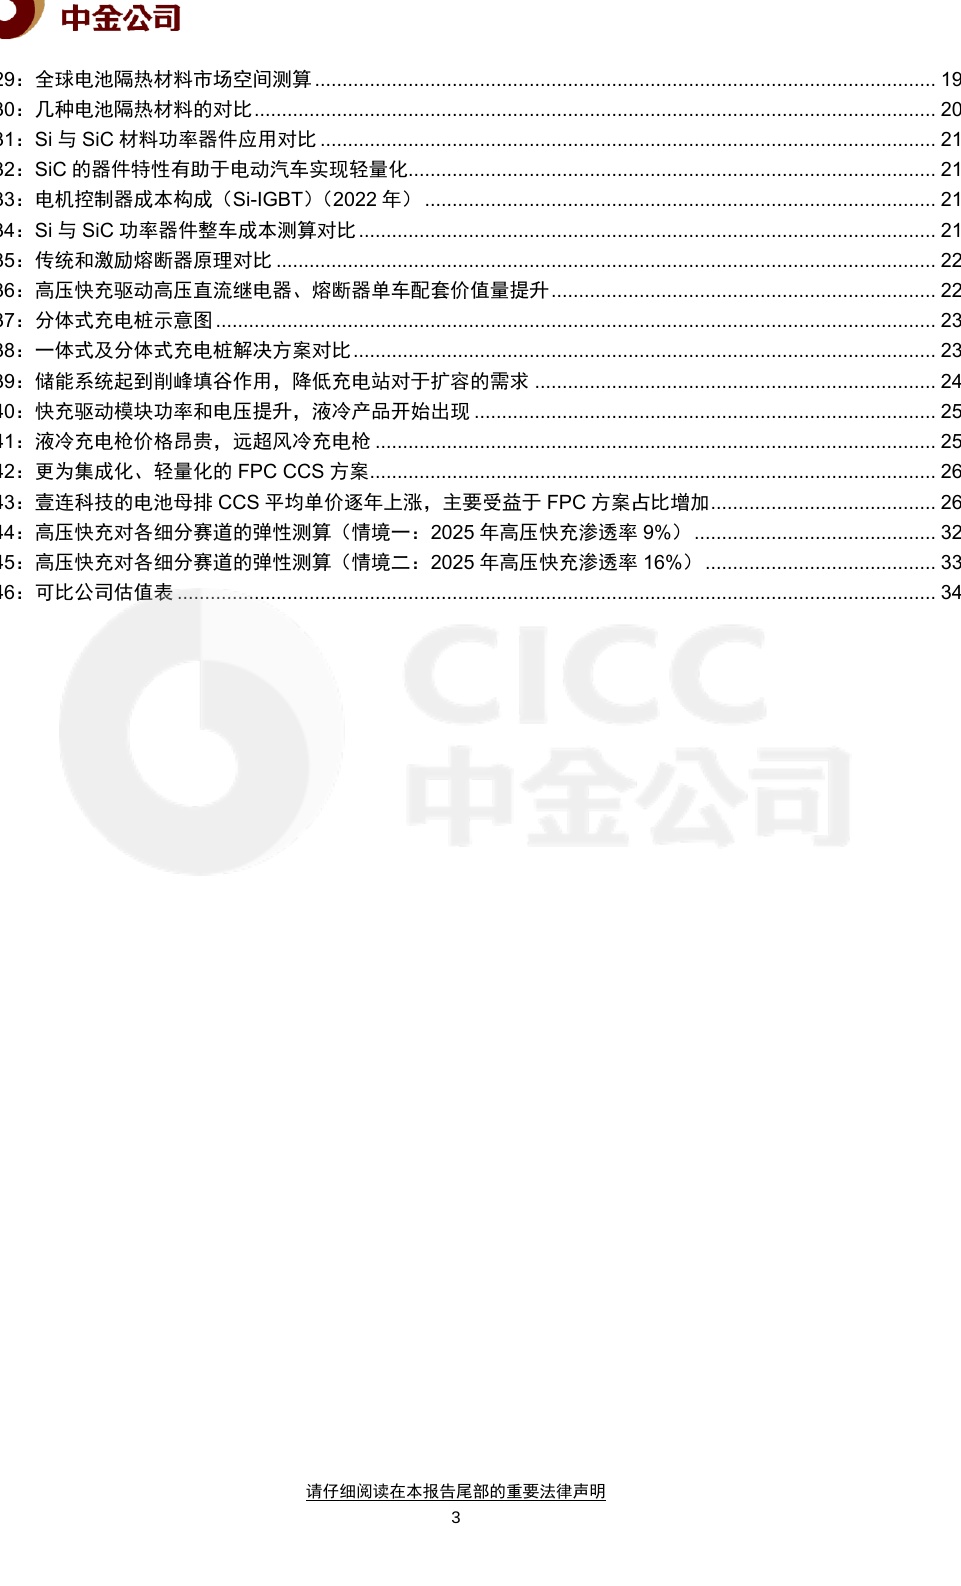 中金公司
29：全球电池隔热材料市场空间测算 ........ 19
30：几种电池隔热材料的对比 ........ 20
31：Si 与 SiC 材料功率器件应用对比 ........ 21
32：SiC 的器件特性有助于电动汽车实现轻量化 ........ 21
33：电机控制器成本构成（Si-IGBT）（2022 年） ........ 21
34：Si 与 SiC 功率器件整车成本测算对比 ........ 21
35：传统和激励熔断器原理对比 ........ 22
36：高压快充驱动高压直流继电器、熔断器单车配套价值量提升 ........ 22
37：分体式充电桩示意图 ........ 23
38：一体式及分体式充电桩解决方案对比 ........ 23
39：储能系统起到削峰填谷作用，降低充电站对于扩容的需求 ........ 24
40：快充驱动模块功率和电压提升，液冷产品开始出现 ........ 25
41：液冷充电枪价格昂贵，远超风冷充电枪 ........ 25
42：更为集成化、轻量化的 FPC CCS 方案 ........ 26
43：壹连科技的电池母排 CCS 平均单价逐年上涨，主要受益于 FPC 方案占比增加 ........ 26
44：高压快充对各细分赛道的弹性测算（情境一：2025 年高压快充渗透率 9%） ........ 32
45：高压快充对各细分赛道的弹性测算（情境二：2025 年高压快充渗透率 16%） ........ 33
46：可比公司估值表 ........ 34
CICC
中金公司
请仔细阅读在本报告尾部的重要法律声明
3